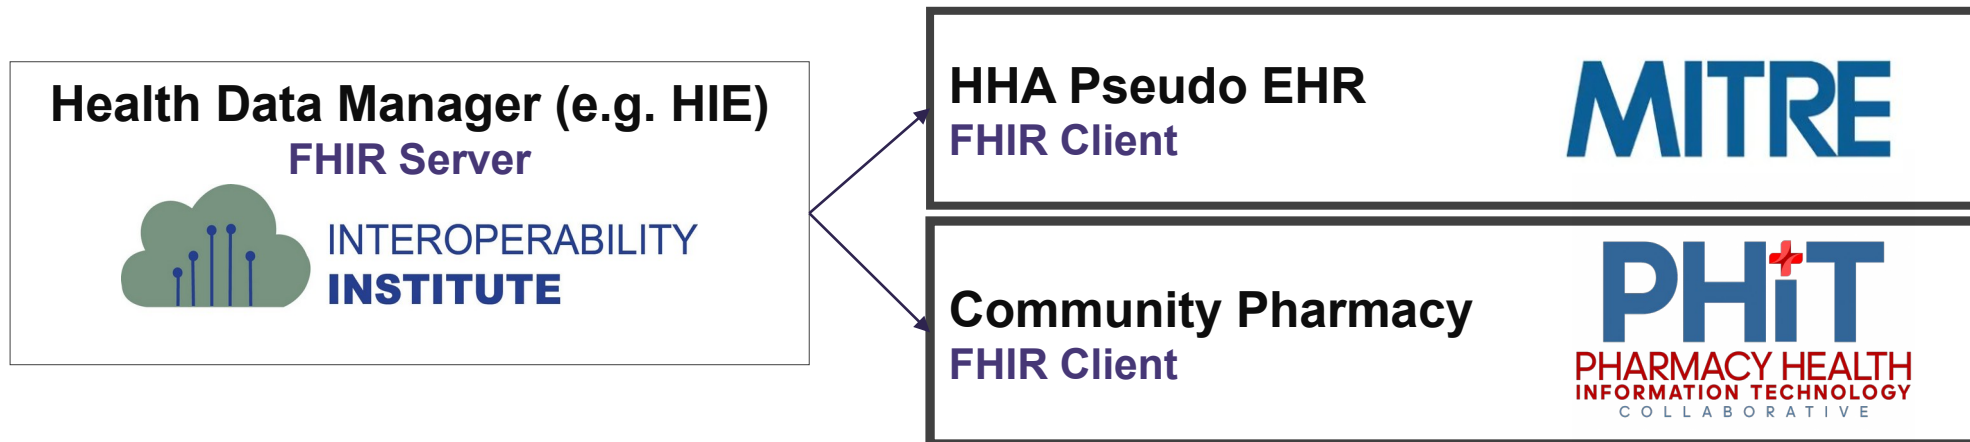 Health Data Manager (e.g. HIE)
FHIR Server
INTEROPERABILITY
INSTITUTE
HHA Pseudo EHR
FHIR Client
MITRE
Community Pharmacy
FHIR Client
PHiT
PHARMACY HEALTH
INFORMATION TECHNOLOGY
COLLABORATIVE